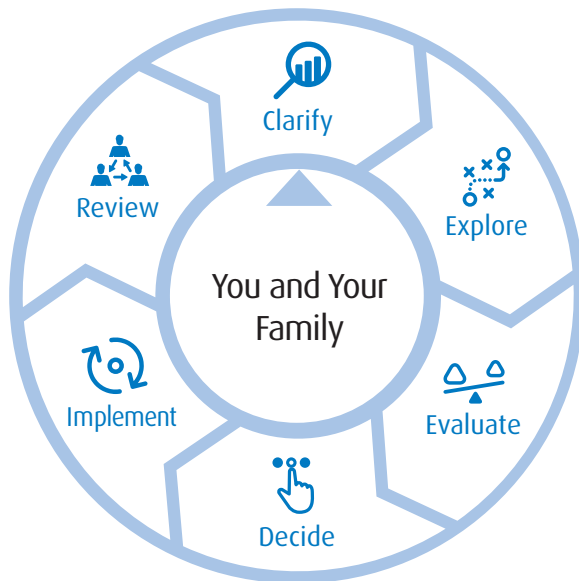 Clarify
Explore
Evaluate
Decide
Implement
Review
You and Your
Family